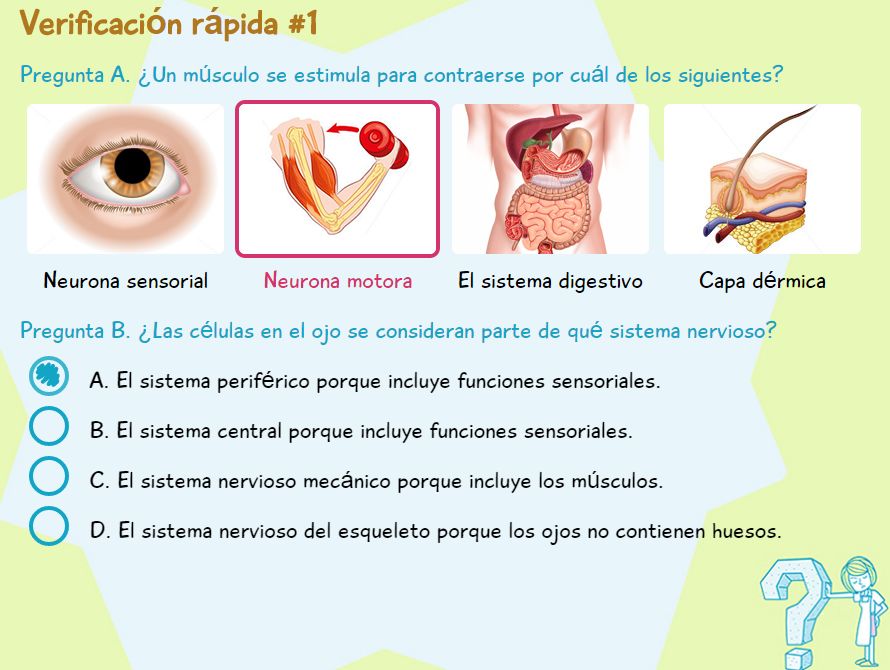 Verificación rápida #1
Pregunta A. ¿Un músculo se estimula para contraerse por cuál de los siguientes?
Neurona sensorial
Neurona motora
El sistema digestivo
Capa dérmica
Pregunta B. ¿Las células en el ojo se consideran parte de qué sistema nervioso?
A. El sistema periférico porque incluye funciones sensoriales.
B. El sistema central porque incluye funciones sensoriales.
C. El sistema nervioso mecánico porque incluye los músculos.
D. El sistema nervioso del esqueleto porque los ojos no contienen huesos.
?